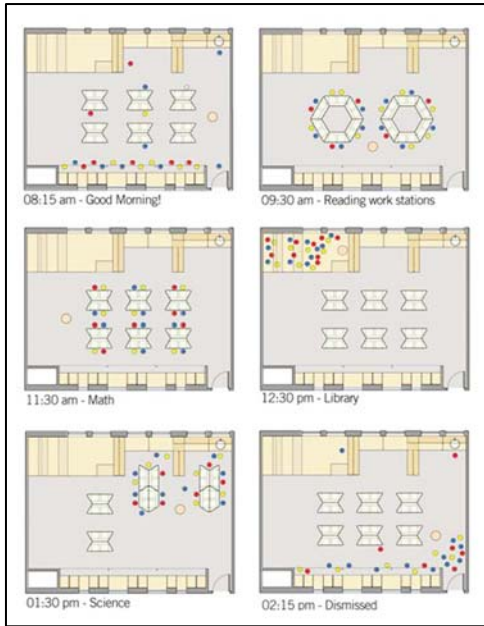 08:15 am - Good Morning!
09:30 am - Reading work stations
11:30 am - Math
12:30 pm - Library
01:30 pm - Science
02:15 pm - Dismissed